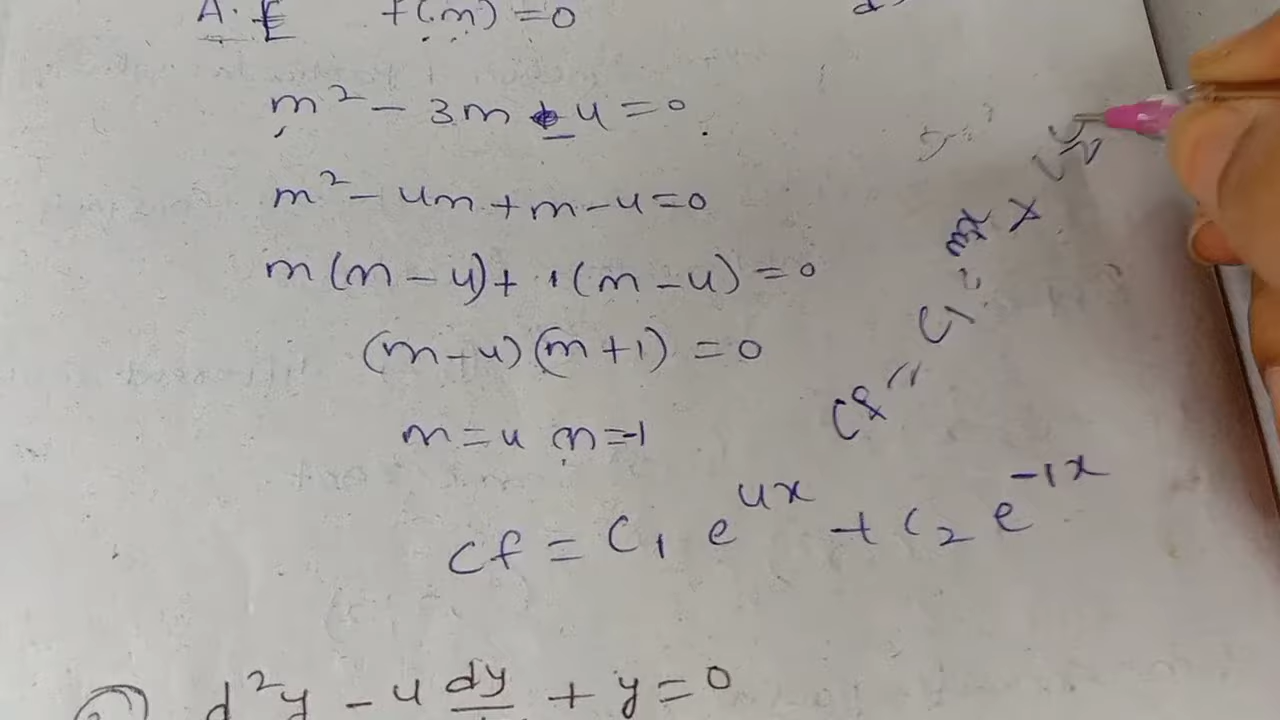 A.E f(m) = 0
m² - 3m - 4 = 0
m² - 4m + m - 4 = 0
m(m - 4) + 1(m - 4) = 0
(m - 4) (m + 1) = 0
m = 4 m = -1
CF = C₁ e⁴ˣ + C₂ e⁻¹ˣ
d²y - 4 dy + y = 0